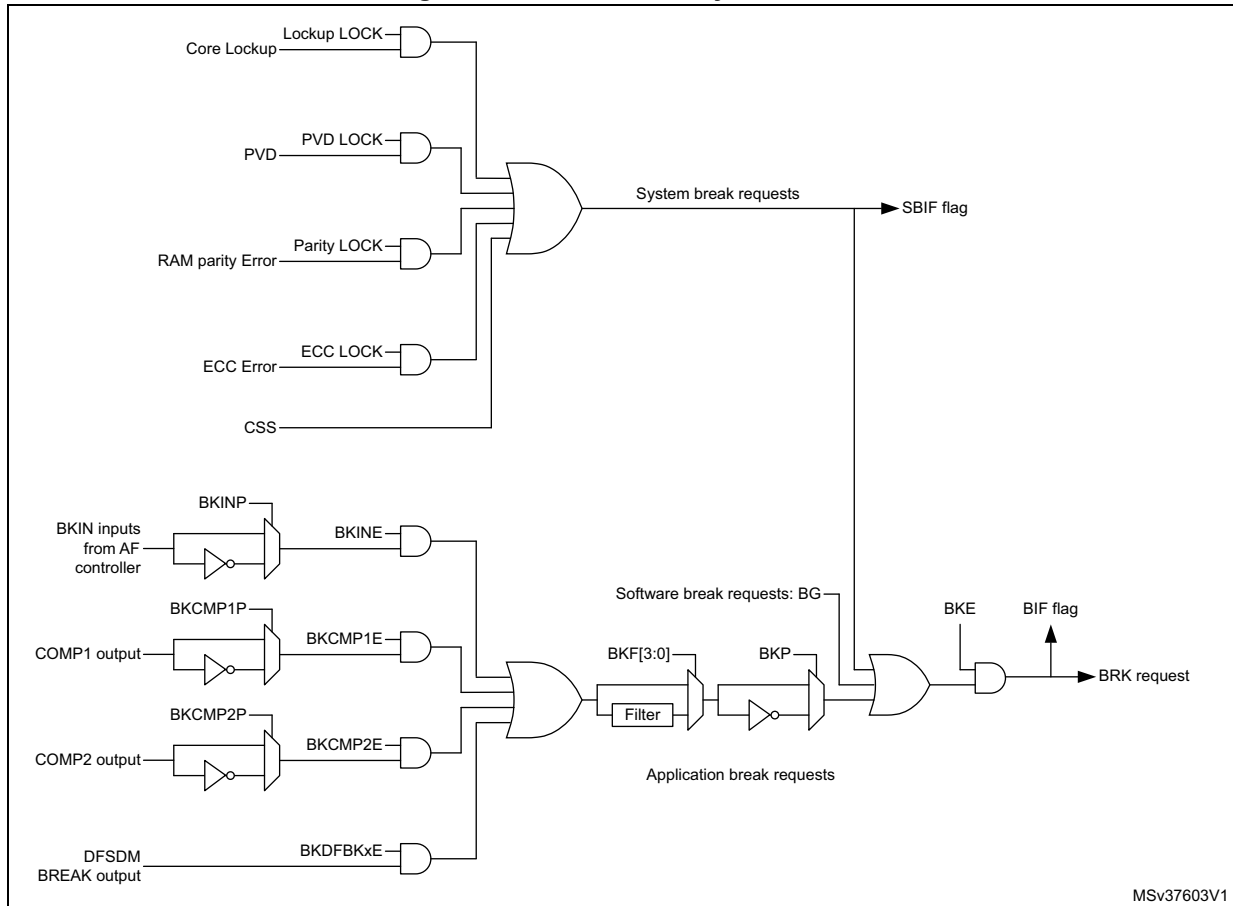 Lockup LOCK
Core Lockup
PVD LOCK
PVD
System break requests
SBIF flag
Parity LOCK
RAM parity Error
ECC LOCK
ECC Error
CSS
BKINP
BKIN inputs
from AF
controller
BKINE
Software break requests: BG
BKE
BIF flag
BKCMP1P
BKCMP1E
COMP1 output
BKF[3:0]
BKP
BRK request
Filter
BKCMP2P
BKCMP2E
COMP2 output
Application break requests
BKDFBKxE
DFSDM
BREAK output
MSv37603V1